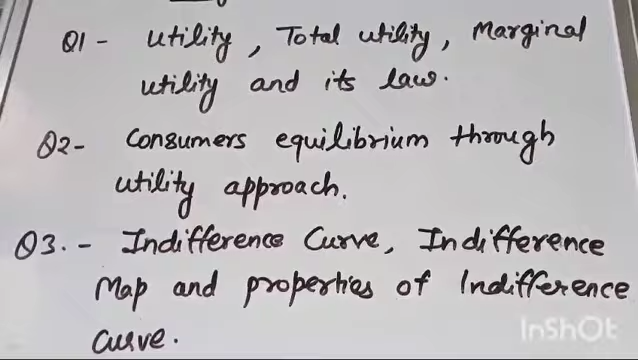 Q1 - Utility, Total utility, Marginal
utility and its law.
Q2 - Consumers equilibrium through
utility approach.
Q3. - Indifference Curve, Indifference
Map and properties of Indifference
curve.
InShOt